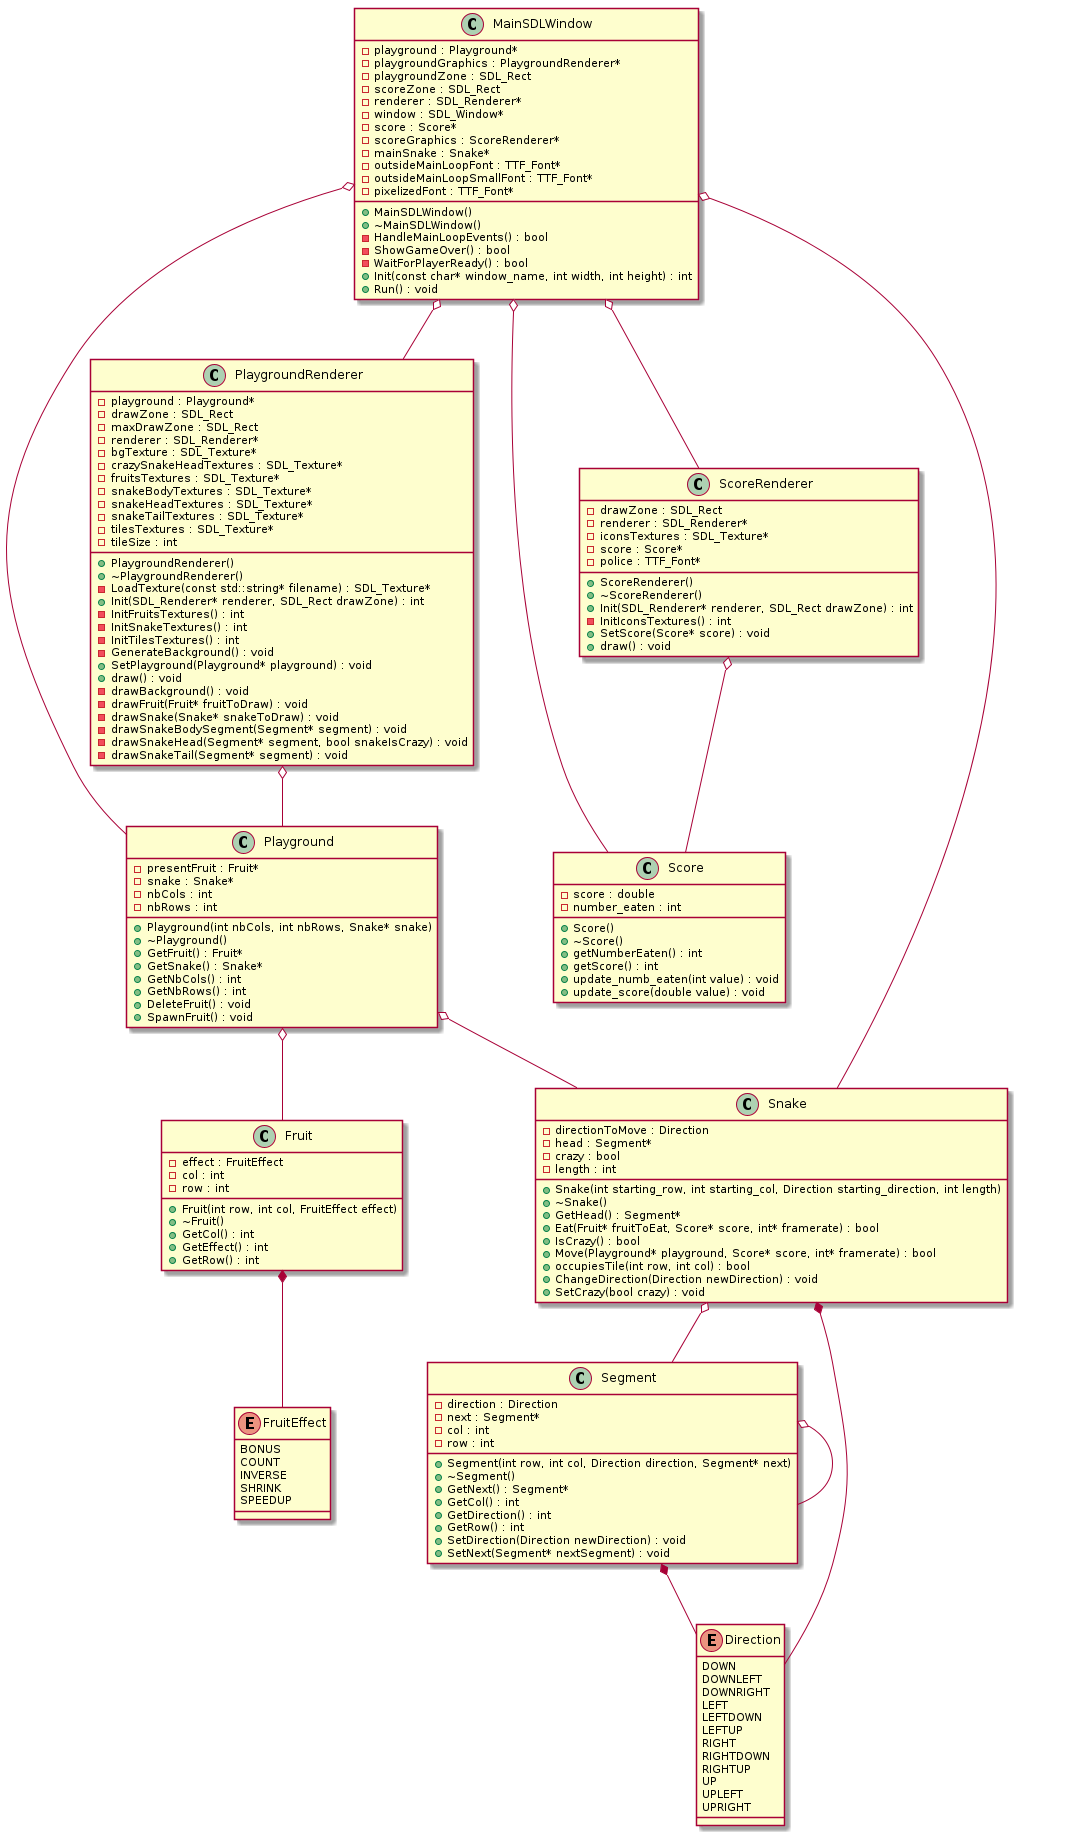 C MainSDLWindow
playground : Playground*
playgroundGraphics : PlaygroundRenderer*
playgroundZone : SDL_Rect
scoreZone : SDL_Rect
renderer : SDL_Renderer*
window : SDL_Window*
score : Score*
scoreGraphics : ScoreRenderer*
mainSnake : Snake*
outsideMainLoopFont : TTF_Font*
outsideMainLoopSmallFont : TTF_Font*
pixelizedFont : TTF_Font*
MainSDLWindow()
~MainSDLWindow()
HandleMainLoopEvents() : bool
ShowGameOver() : bool
WaitForPlayerReady() : bool
Init(const char* window_name, int width, int height) : int
Run() : void
C PlaygroundRenderer
playground : Playground*
drawZone : SDL_Rect
maxDrawZone : SDL_Rect
renderer : SDL_Renderer*
bgTexture : SDL_Texture*
crazySnakeHeadTextures : SDL_Texture*
fruitsTextures : SDL_Texture*
snakeBodyTextures : SDL_Texture*
snakeHeadTextures : SDL_Texture*
snakeTailTextures : SDL_Texture*
tilesTextures : SDL_Texture*
tileSize : int
PlaygroundRenderer()
~PlaygroundRenderer()
LoadTexture(const std::string* filename) : SDL_Texture*
Init(SDL_Renderer* renderer, SDL_Rect drawZone) : int
InitFruitsTextures() : int
InitSnakeTextures() : int
InitTilesTextures() : int
GenerateBackground() : void
SetPlayground(Playground* playground) : void
draw() : void
drawBackground() : void
drawFruit(Fruit* fruitToDraw) : void
drawSnake(Snake* snakeToDraw) : void
drawSnakeBodySegment(Segment* segment) : void
drawSnakeHead(Segment* segment, bool snakeIsCrazy) : void
drawSnakeTail(Segment* segment) : void
C ScoreRenderer
drawZone : SDL_Rect
renderer : SDL_Renderer*
iconsTextures : SDL_Texture*
score : Score*
police : TTF_Font*
ScoreRenderer()
~ScoreRenderer()
Init(SDL_Renderer* renderer, SDL_Rect drawZone) : int
InitIconsTextures() : int
SetScore(Score* score) : void
draw() : void
C Playground
presentFruit : Fruit*
snake : Snake*
nbCols : int
nbRows : int
Playground(int nbCols, int nbRows, Snake* snake)
~Playground()
GetFruit() : Fruit*
GetSnake() : Snake*
GetNbCols() : int
GetNbRows() : int
DeleteFruit() : void
SpawnFruit() : void
C Score
score : double
number_eaten : int
Score()
~Score()
getNumberEaten() : int
getScore() : int
update_numb_eaten(int value) : void
update_score(double value) : void
C Fruit
effect : FruitEffect
col : int
row : int
Fruit(int row, int col, FruitEffect effect)
~Fruit()
GetCol() : int
GetEffect() : int
GetRow() : int
C Snake
directionToMove : Direction
head : Segment*
crazy : bool
length : int
Snake(int starting_row, int starting_col, Direction starting_direction, int length)
~Snake()
GetHead() : Segment*
Eat(Fruit* fruitToEat, Score* score, int* framerate) : bool
IsCrazy() : bool
Move(Playground* playground, Score* score, int* framerate) : bool
occupiesTile(int row, int col) : bool
ChangeDirection(Direction newDirection) : void
SetCrazy(bool crazy) : void
E FruitEffect
BONUS
COUNT
INVERSE
SHRINK
SPEEDUP
C Segment
direction : Direction
next : Segment*
col : int
row : int
Segment(int row, int col, Direction direction, Segment* next)
~Segment()
GetNext() : Segment*
GetCol() : int
GetDirection() : int
GetRow() : int
SetDirection(Direction newDirection) : void
SetNext(Segment* nextSegment) : void
E Direction
DOWN
DOWNLEFT
DOWNRIGHT
LEFT
LEFTDOWN
LEFTUP
RIGHT
RIGHTDOWN
RIGHTUP
UP
UPLEFT
UPRIGHT